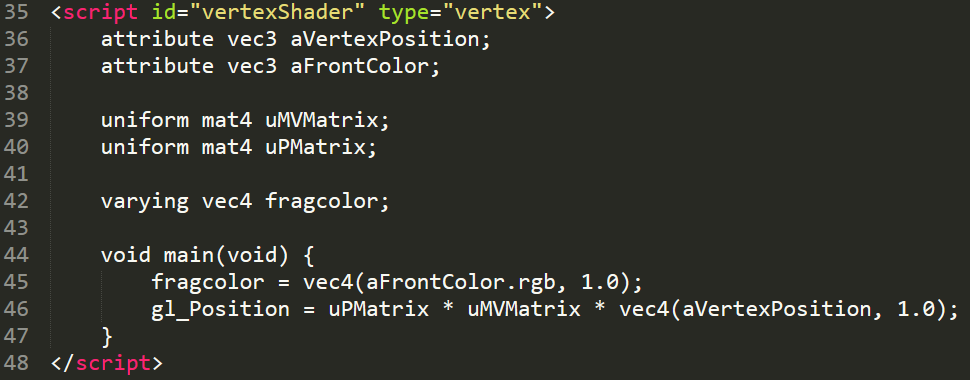 35 <script id="vertexShader" type="vertex">
36     attribute vec3 aVertexPosition;
37     attribute vec3 aFrontColor;
38
39     uniform mat4 uMVMatrix;
40     uniform mat4 uPMatrix;
41
42     varying vec4 fragcolor;
43
44     void main(void) {
45         fragcolor = vec4(aFrontColor.rgb, 1.0);
46         gl_Position = uPMatrix * uMVMatrix * vec4(aVertexPosition, 1.0);
47     }
48 </script>